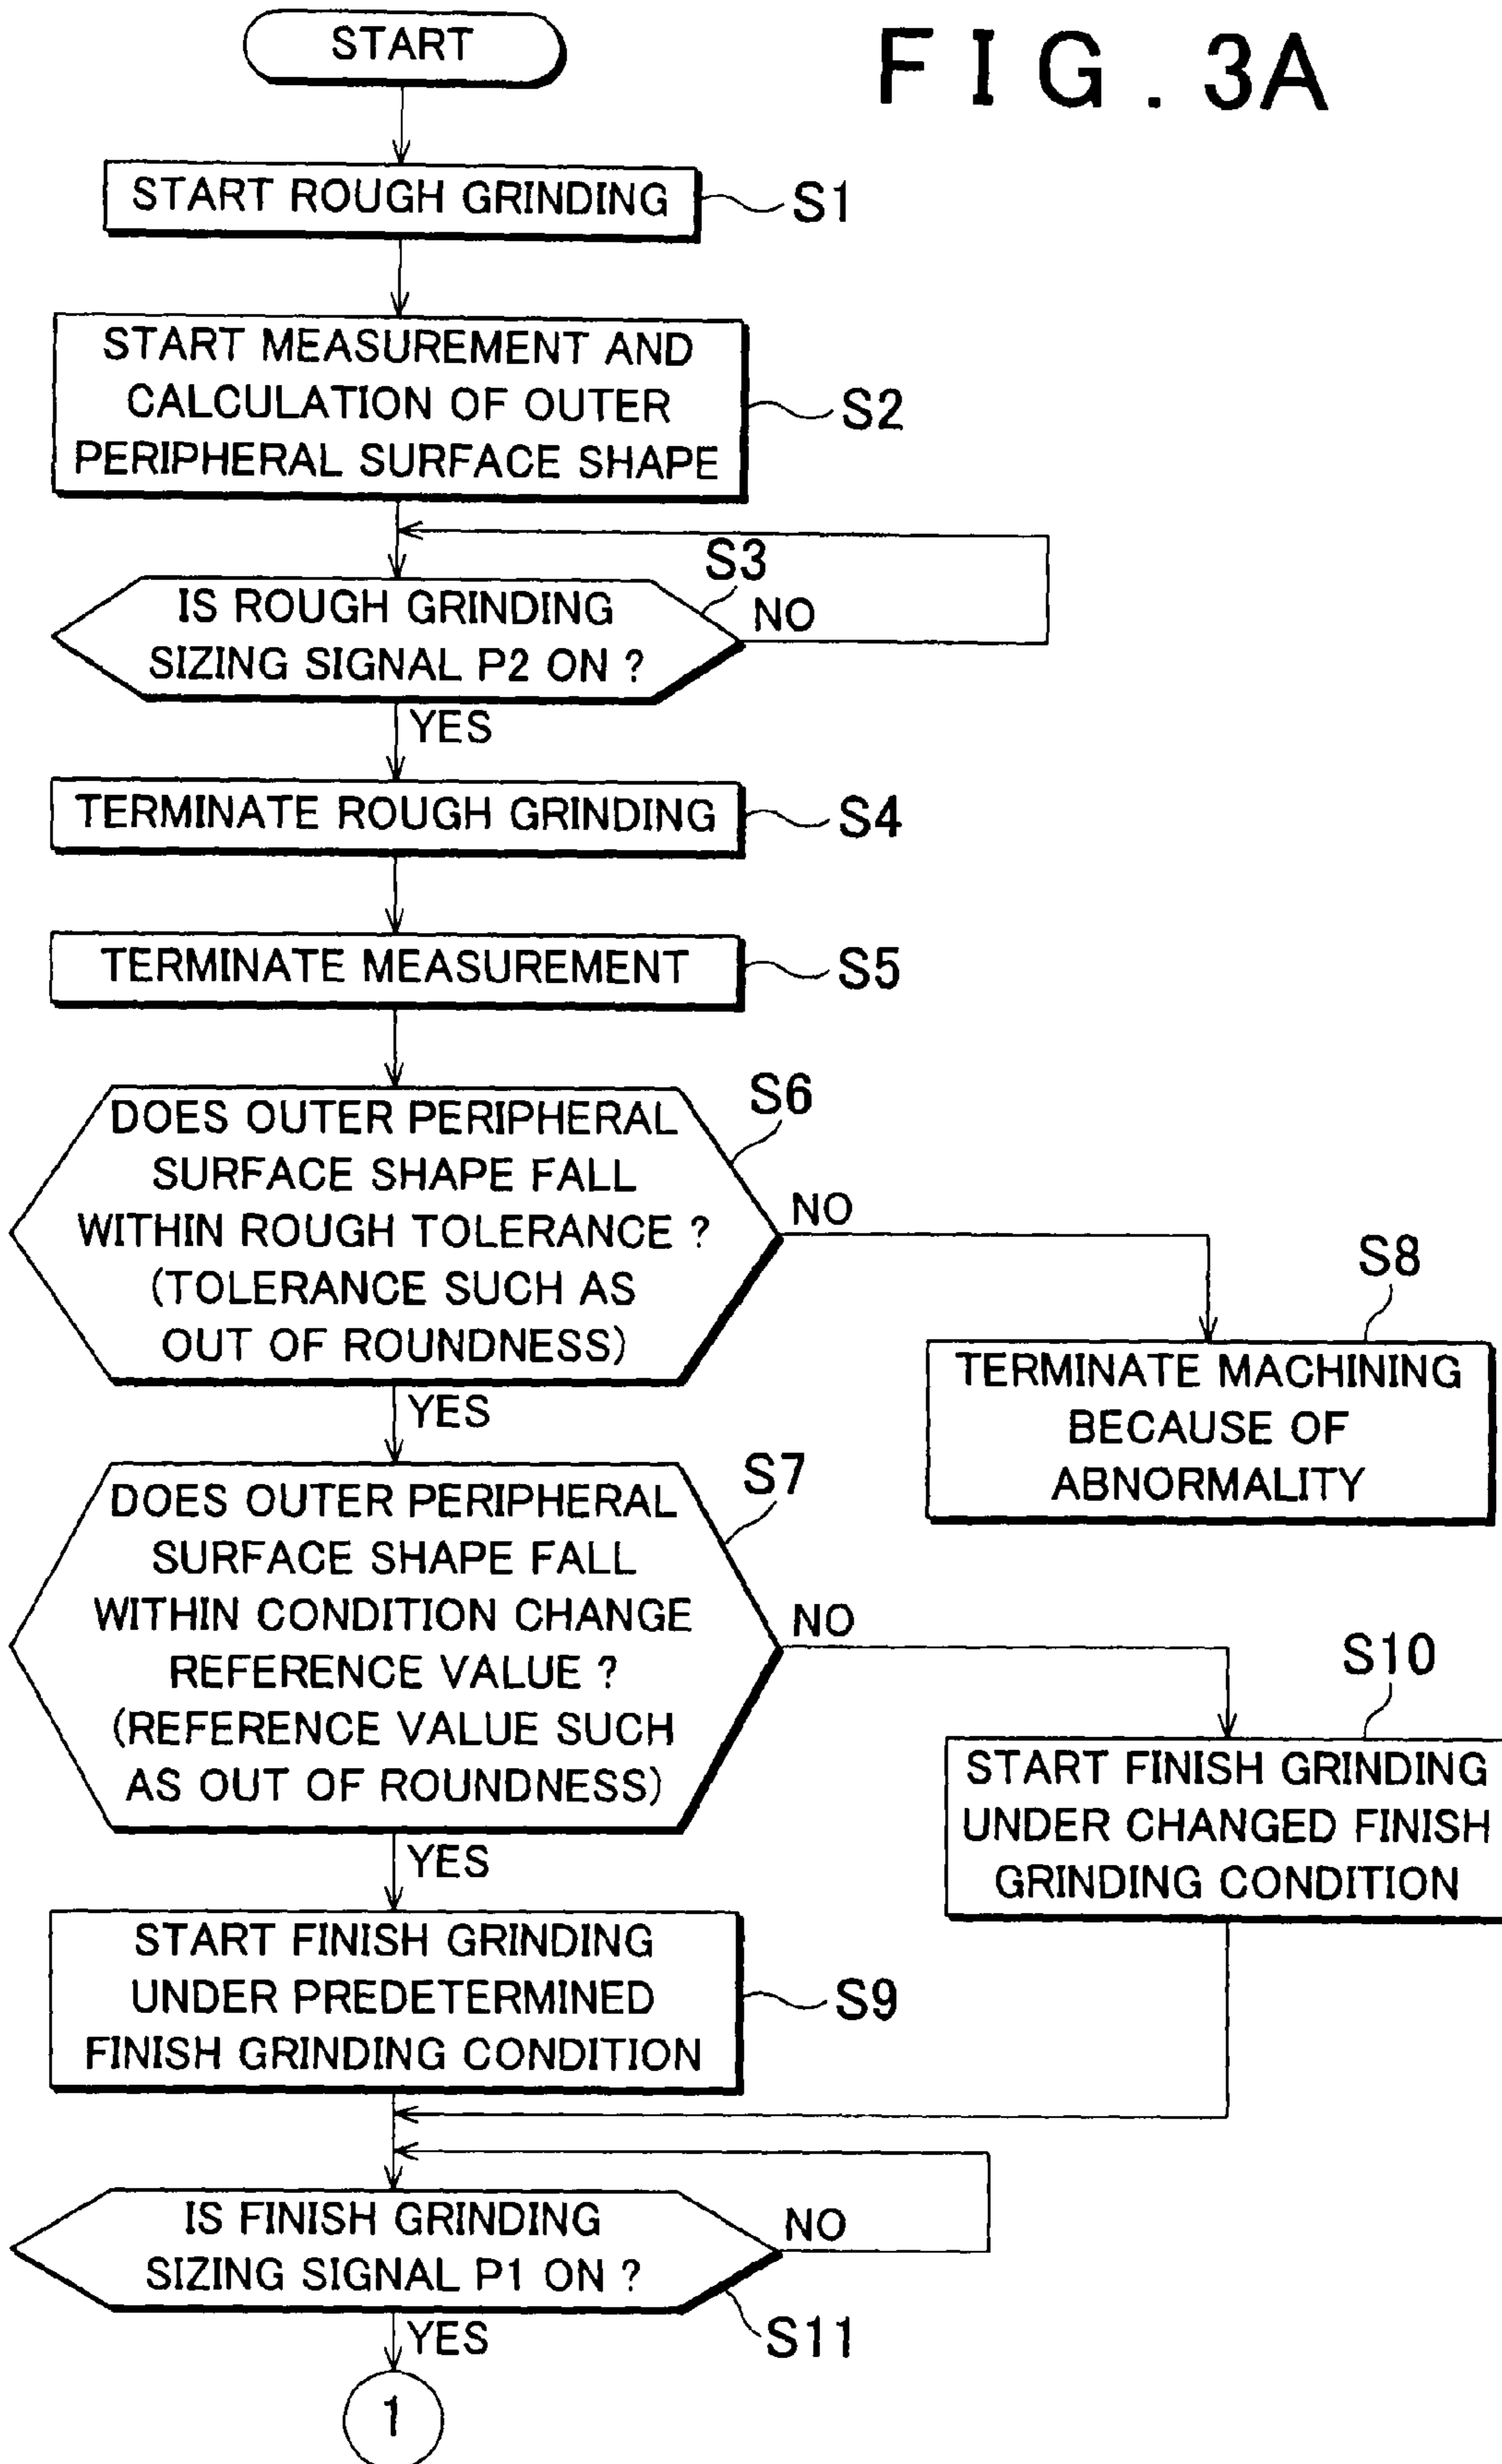 FIG. 3A
START
START ROUGH GRINDING
S1
START MEASUREMENT AND
CALCULATION OF OUTER
PERIPHERAL SURFACE SHAPE
S2
S3
IS ROUGH GRINDING
SIZING SIGNAL P2 ON ?
NO
YES
TERMINATE ROUGH GRINDING
S4
TERMINATE MEASUREMENT
S5
S6
DOES OUTER PERIPHERAL
SURFACE SHAPE FALL
WITHIN ROUGH TOLERANCE ?
(TOLERANCE SUCH AS
OUT OF ROUNDNESS)
NO
YES
S8
TERMINATE MACHINING
BECAUSE OF
ABNORMALITY
S7
DOES OUTER PERIPHERAL
SURFACE SHAPE FALL
WITHIN CONDITION CHANGE
REFERENCE VALUE ?
(REFERENCE VALUE SUCH
AS OUT OF ROUNDNESS)
NO
YES
S10
START FINISH GRINDING
UNDER CHANGED FINISH
GRINDING CONDITION
START FINISH GRINDING
UNDER PREDETERMINED
FINISH GRINDING CONDITION
S9
IS FINISH GRINDING
SIZING SIGNAL P1 ON ?
NO
S11
YES
1